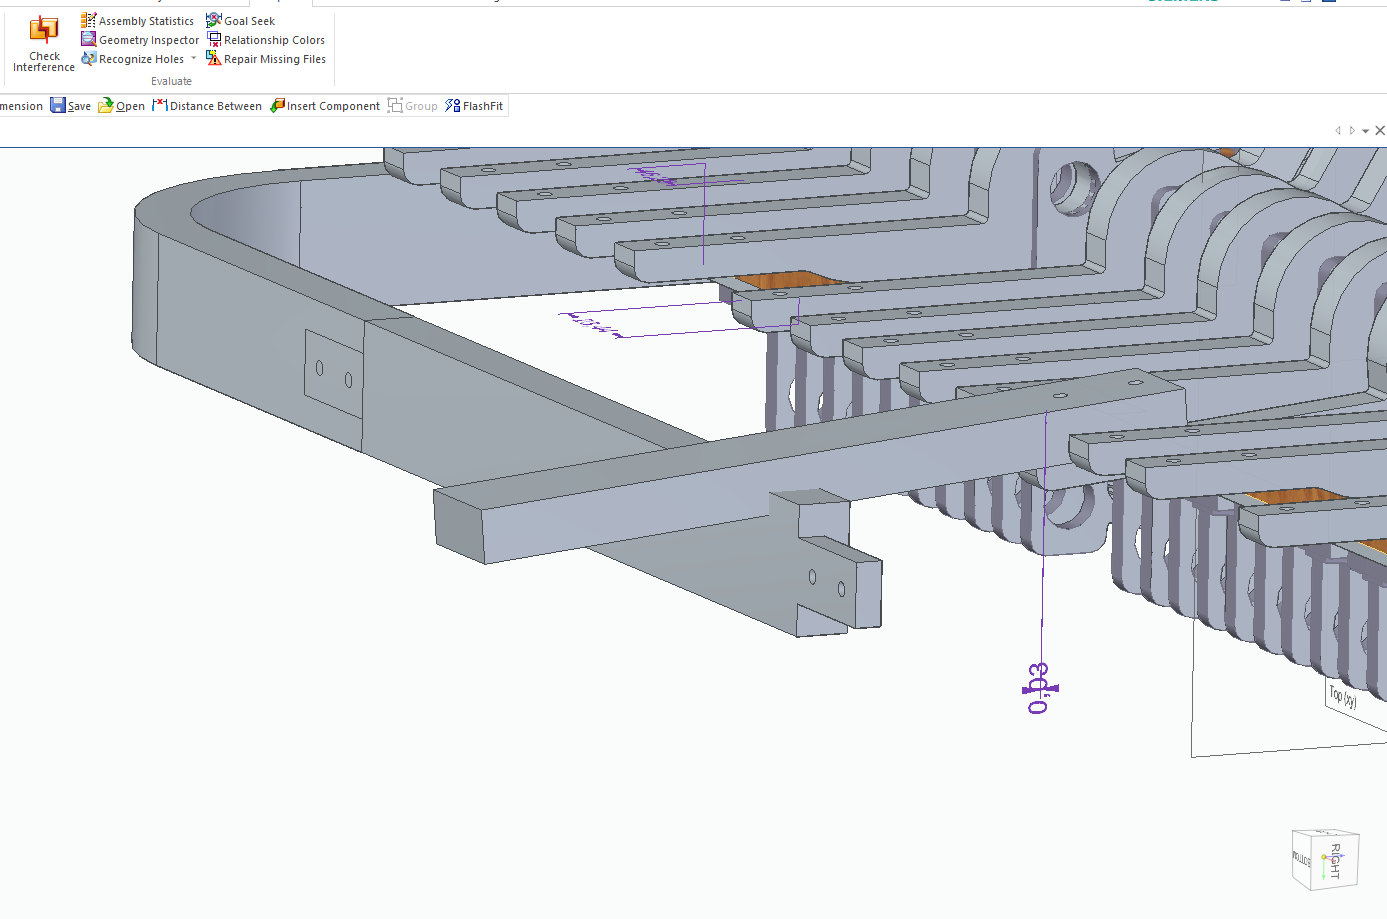 Assembly Statistics
Goal Seek
Geometry Inspector
Relationship Colors
Check
Interference
Recognize Holes
Repair Missing Files
Evaluate
mension
Save
Open
Distance Between
Insert Component
Group
FlashFit
0,03
Top (xy)
BOTTOM
RIGHT